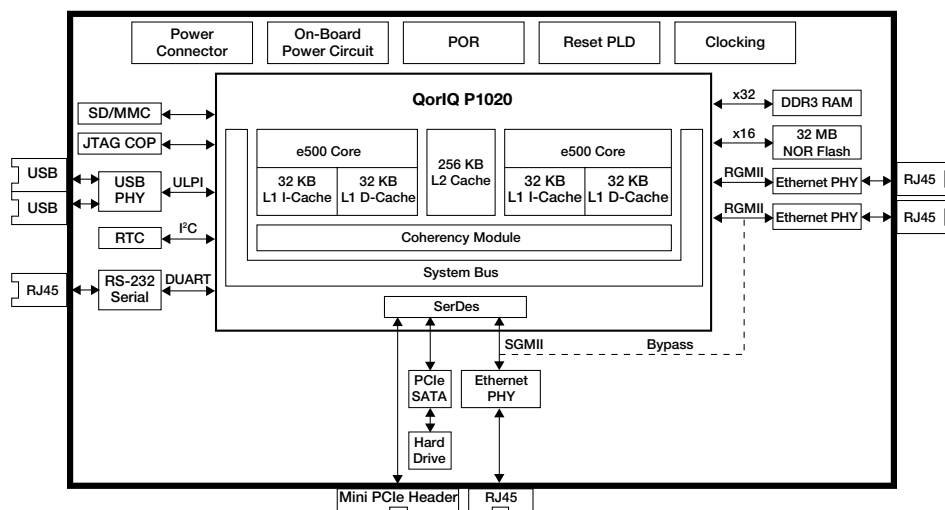 Power
Connector
On-Board
Power Circuit
POR
Reset PLD
Clocking
QorIQ P1020
SD/MMC
JTAG COP
USB
USB
USB
PHY
ULPI
RTC
I²C
RJ45
RS-232
Serial
DUART
e500 Core
32 KB
L1 I-Cache
32 KB
L1 D-Cache
256 KB
L2 Cache
e500 Core
32 KB
L1 I-Cache
32 KB
L1 D-Cache
Coherency Module
System Bus
SerDes
x32
DDR3 RAM
x16
32 MB
NOR Flash
RGMII
Ethernet PHY
RJ45
RGMII
Ethernet PHY
RJ45
SGMII
Bypass
PCIe
SATA
Ethernet
PHY
Hard
Drive
Mini PCIe Header
RJ45